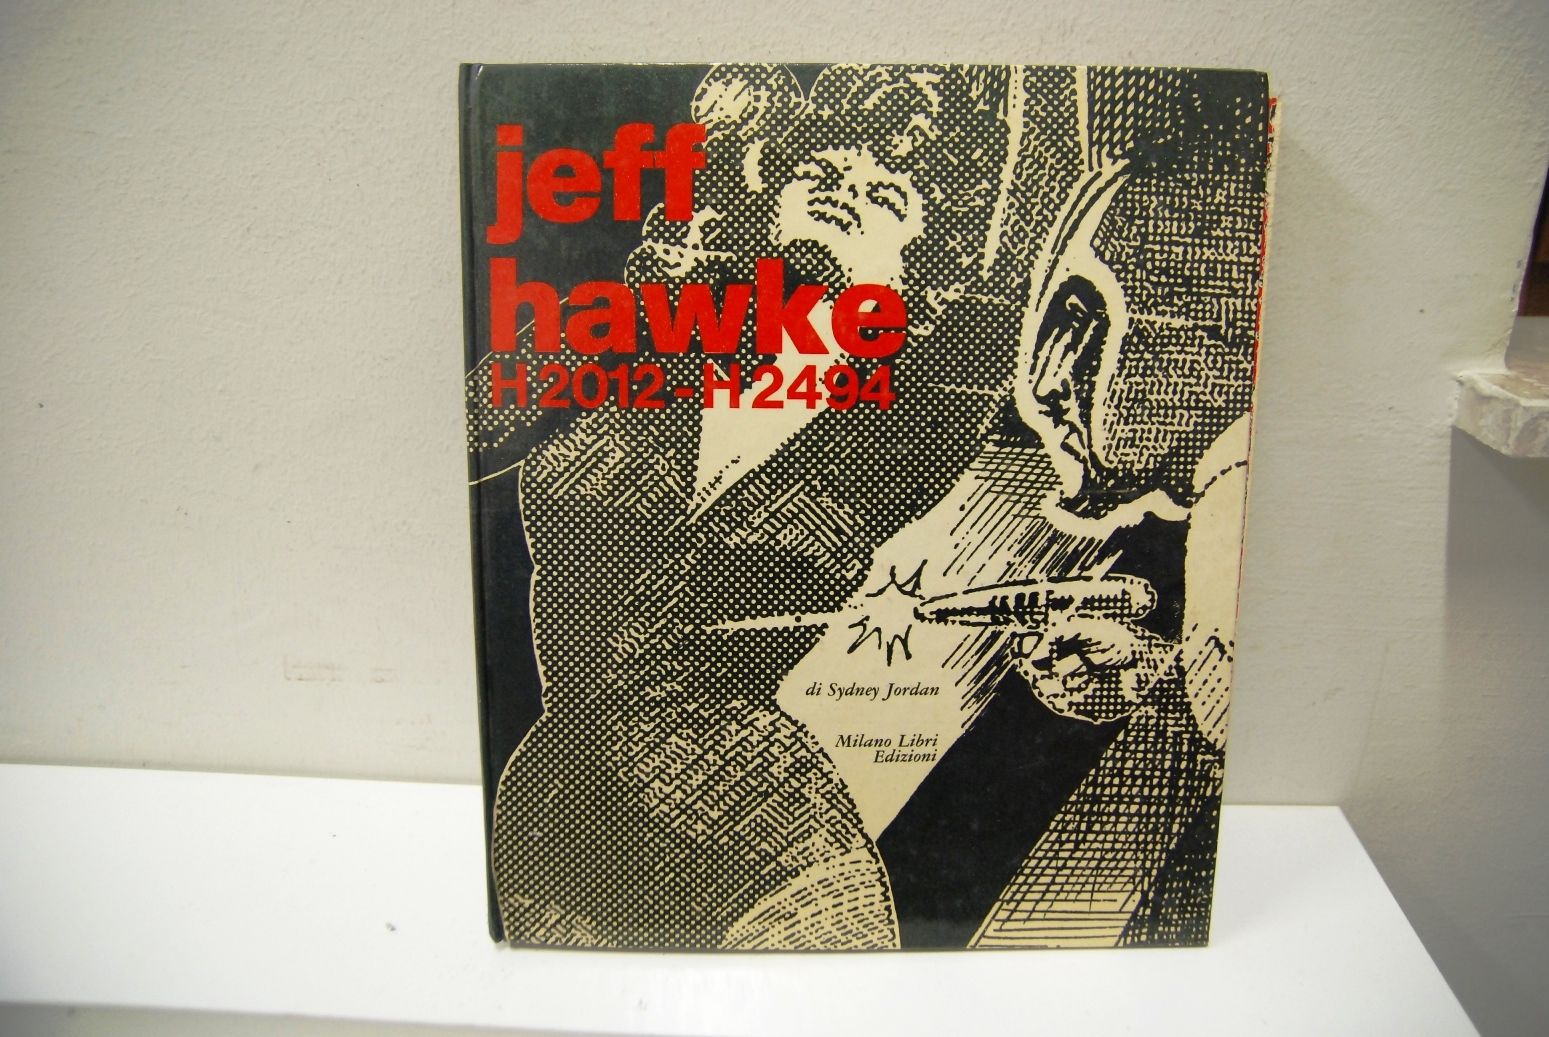 jeff
hawke
H2012-H2494
di Sydney Jordan
Milano Libri
Edizioni